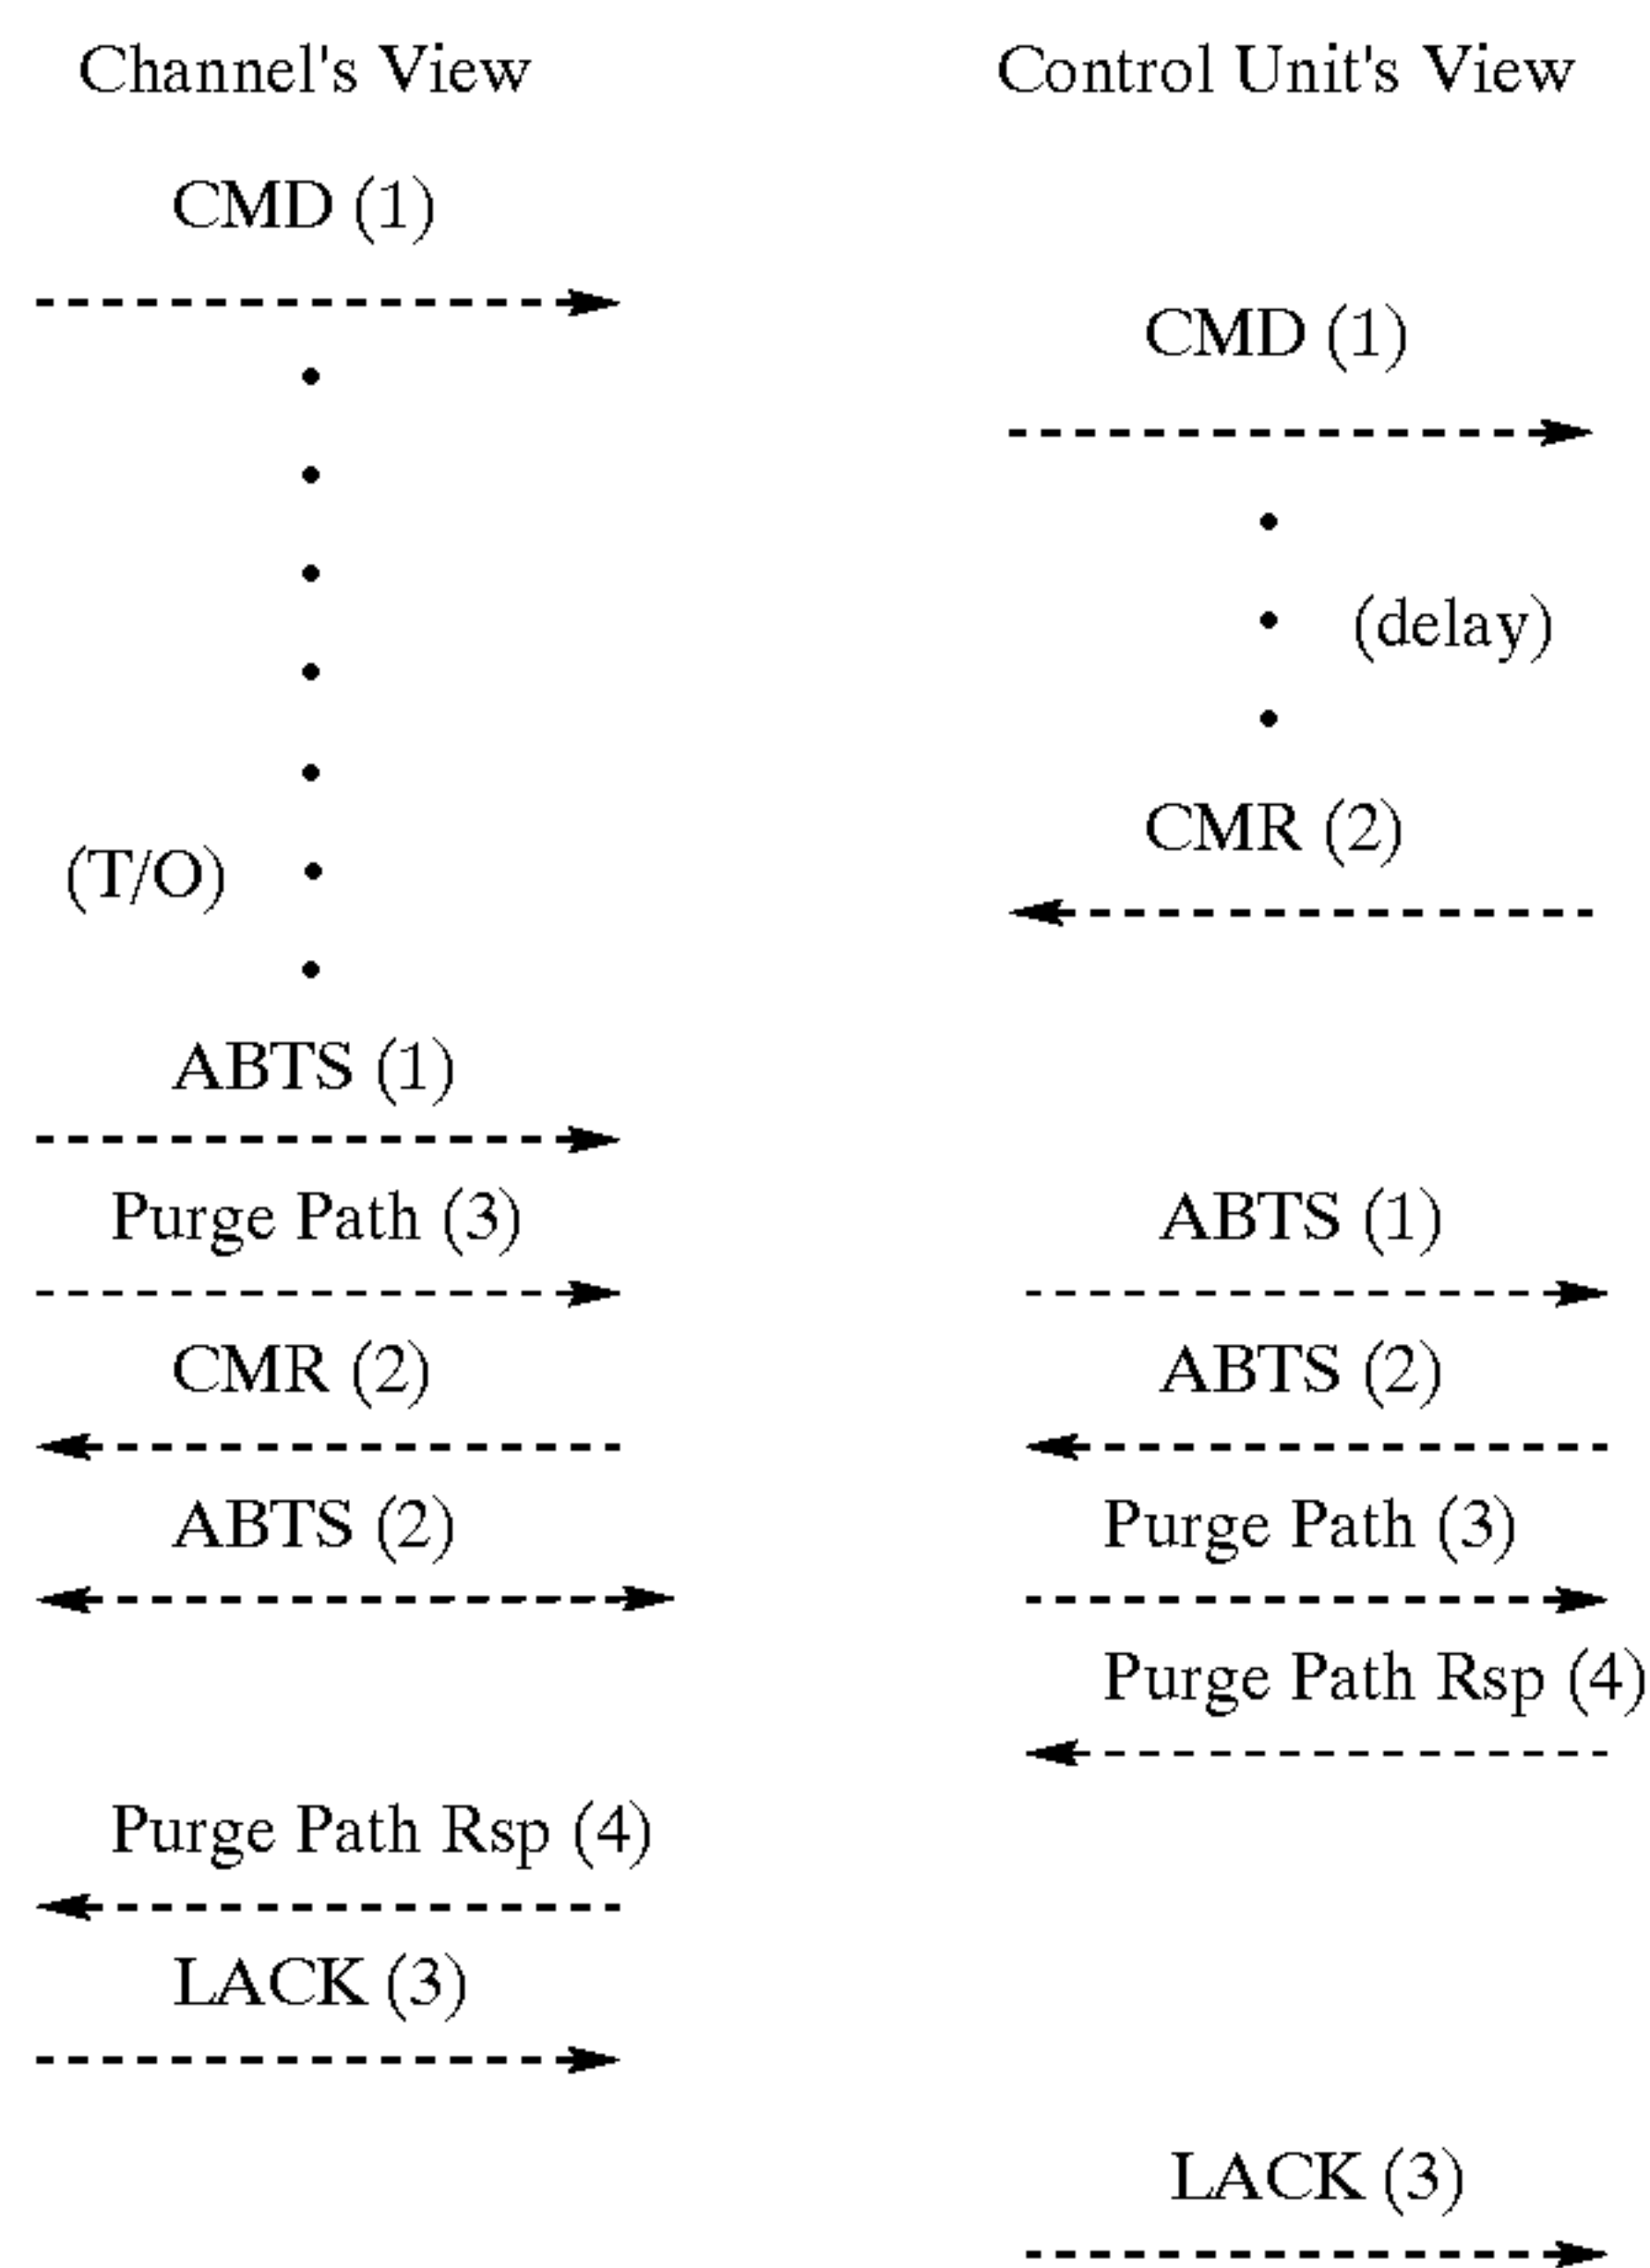 Channel's View
Control Unit's View
CMD (1)
CMD (1)
(delay)
CMR (2)
(T/O)
ABTS (1)
Purge Path (3)
ABTS (1)
CMR (2)
ABTS (2)
ABTS (2)
Purge Path (3)
Purge Path Rsp (4)
Purge Path Rsp (4)
LACK (3)
LACK (3)